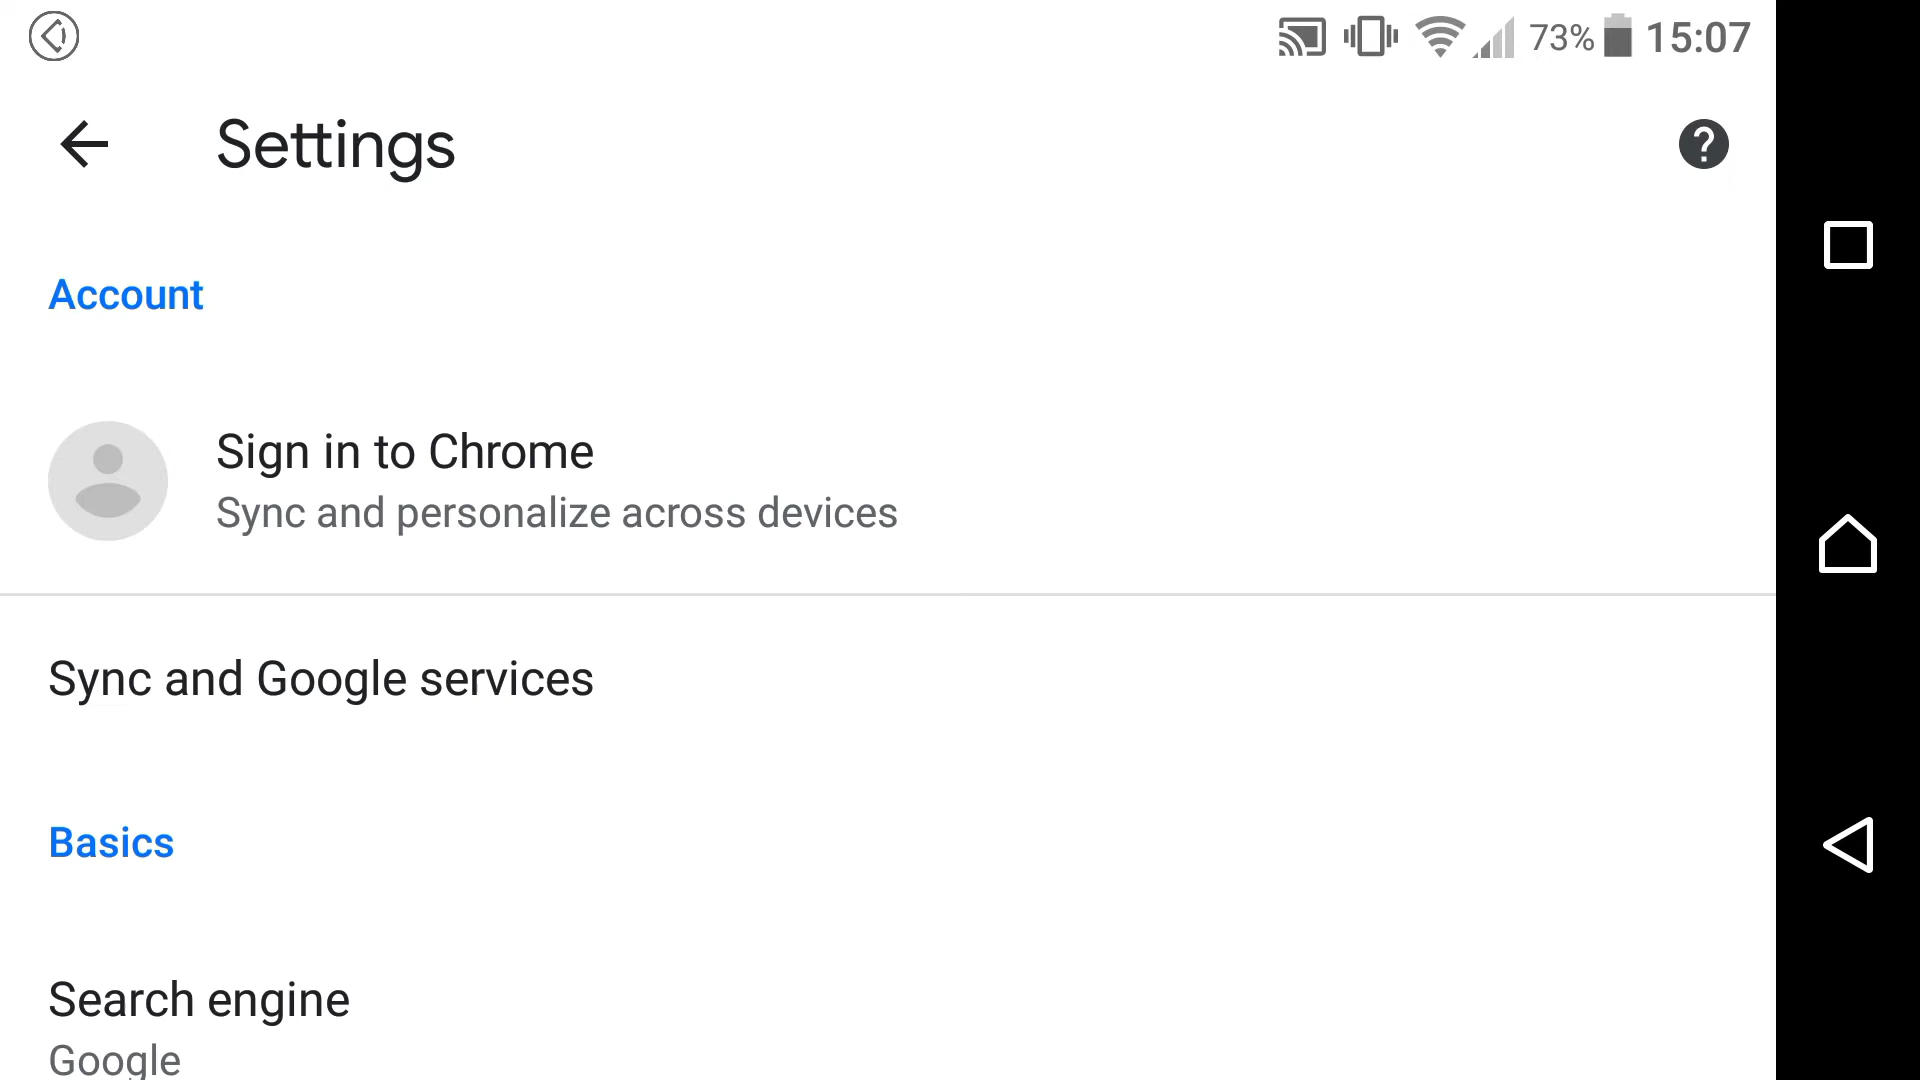 73% 15:07
Settings
Account
Sign in to Chrome
Sync and personalize across devices
Sync and Google services
Basics
Search engine
Google